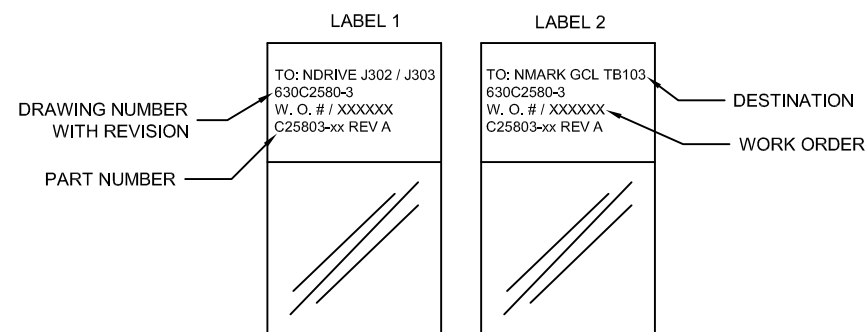 LABEL 1
LABEL 2
TO: NDRIVE J302 / J303
630C2580-3
W. O. # / XXXXXX
C25803-xx REV A
TO: NMARK GCL TB103
630C2580-3
W. O. # / XXXXXX
C25803-xx REV A
DRAWING NUMBER
WITH REVISION
PART NUMBER
DESTINATION
WORK ORDER